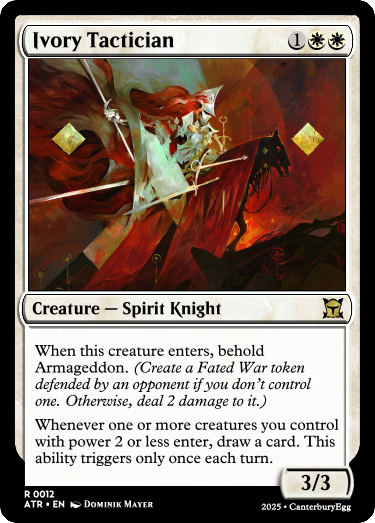 Ivory Tactician 1
Creature — Spirit Knight
When this creature enters, behold
Armageddon. (Create a Fated War token
defended by an opponent if you don't control
one. Otherwise, deal 2 damage to it.)
Whenever one or more creatures you control
with power 2 or less enter, draw a card. This
ability triggers only once each turn.
3/3
R 0012
ATR • EN Dominik Mayer
2025 • CanterburyEgg